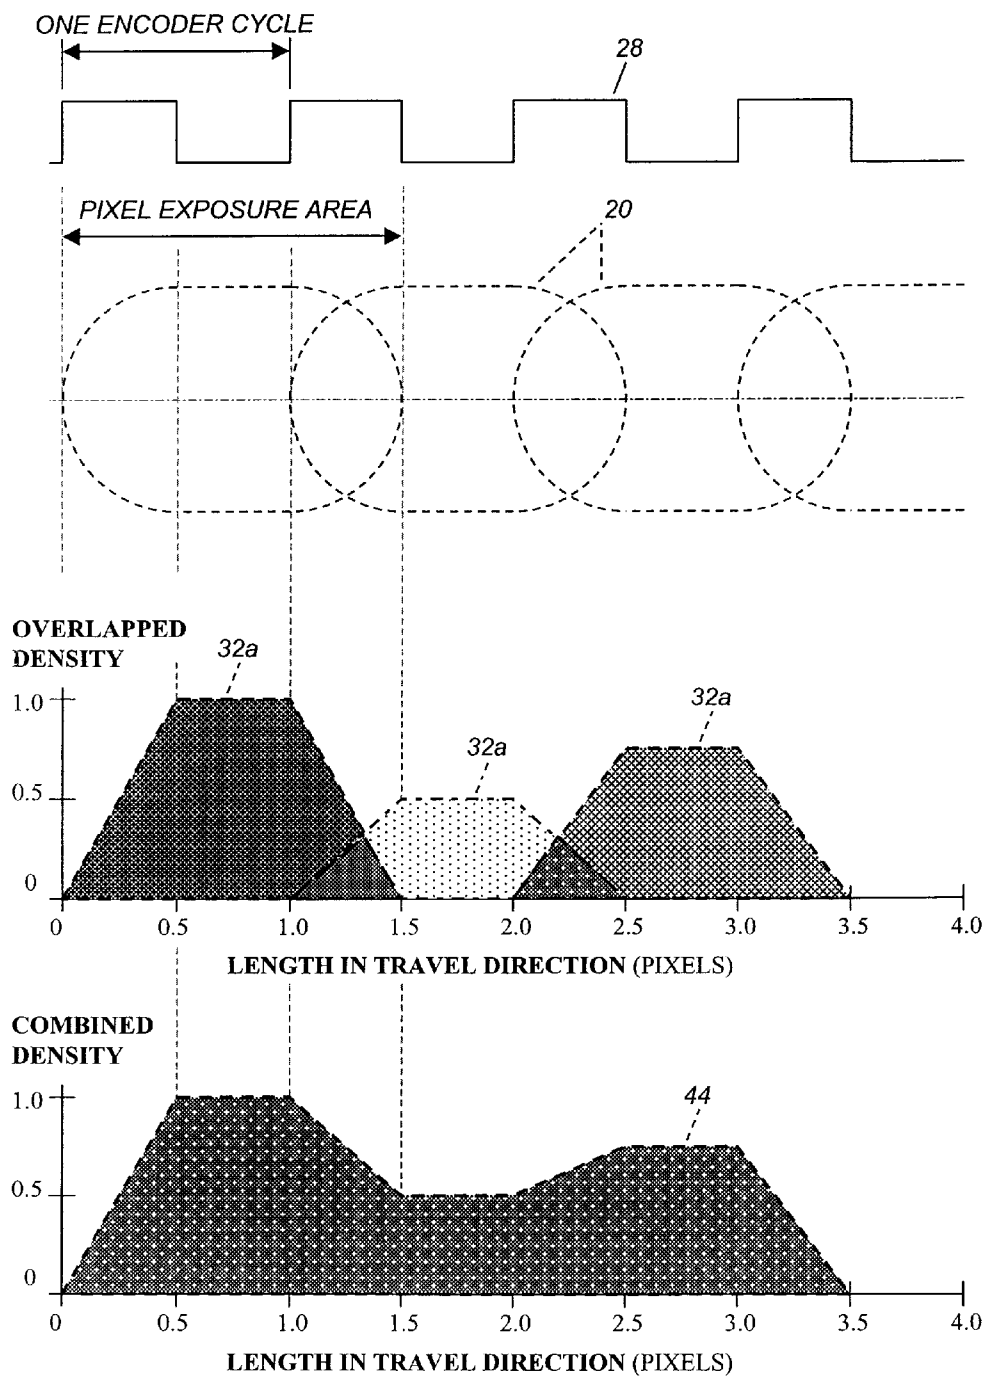 ONE ENCODER CYCLE
28
PIXEL EXPOSURE AREA
20
OVERLAPPED
DENSITY
32a
32a
32a
1.0
0.5
0
0 0.5 1.0 1.5 2.0 2.5 3.0 3.5 4.0
LENGTH IN TRAVEL DIRECTION (PIXELS)
COMBINED
DENSITY
44
1.0
0.5
0
0 0.5 1.0 1.5 2.0 2.5 3.0 3.5 4.0
LENGTH IN TRAVEL DIRECTION (PIXELS)